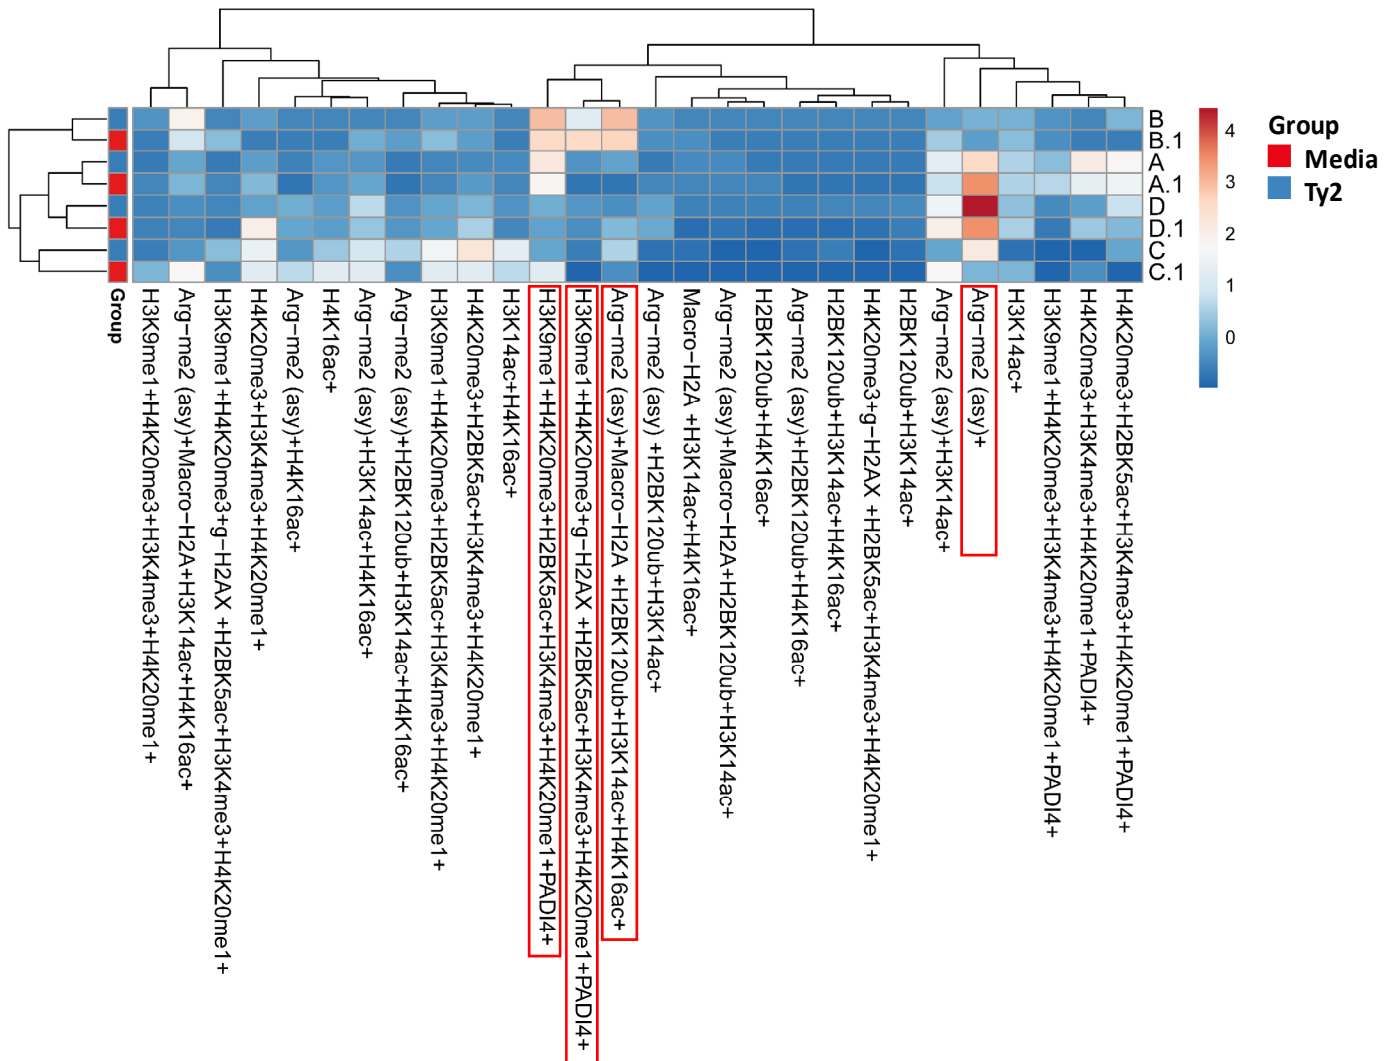 B
B.1
A
A.1
D
D.1
C
C.1
4
3
2
1
0
Group
Media
Ty2
Group
H3K9me1+H4K20me3+H3K4me3+H4K20me1+
Arg−me2 (asy)+Macro−H2A+H3K14ac+H4K16ac+
H3K9me1+H4K20me3+g−H2AX +H2BK5ac+H3K4me3+H4K20me1+
H4K20me3+H3K4me3+H4K20me1+
Arg−me2 (asy)+H4K16ac+
H4K16ac+
Arg−me2 (asy)+H3K14ac+H4K16ac+
Arg−me2 (asy)+H2BK120ub+H3K14ac+H4K16ac+
H3K9me1+H4K20me3+H2BK5ac+H3K4me3+H4K20me1+
H4K20me3+H2BK5ac+H3K4me3+H4K20me1+
H3K14ac+H4K16ac+
H3K9me1+H4K20me3+H2BK5ac+H3K4me3+H4K20me1+PADI4+
H3K9me1+H4K20me3+g−H2AX +H2BK5ac+H3K4me3+H4K20me1+PADI4+
Arg−me2 (asy)+Macro−H2A +H2BK120ub+H3K14ac+H4K16ac+
Arg−me2 (asy) +H2BK120ub+H3K14ac+
Macro−H2A +H3K14ac+H4K16ac+
Arg−me2 (asy)+Macro−H2A+H2BK120ub+H3K14ac+
H2BK120ub+H4K16ac+
Arg−me2 (asy)+H2BK120ub+H4K16ac+
H2BK120ub+H3K14ac+H4K16ac+
H4K20me3+g−H2AX +H2BK5ac+H3K4me3+H4K20me1+
H2BK120ub+H3K14ac+
Arg−me2 (asy)+H3K14ac+
Arg−me2 (asy)+
H3K14ac+
H3K9me1+H4K20me3+H3K4me3+H4K20me1+PADI4+
H4K20me3+H3K4me3+H4K20me1+PADI4+
H4K20me3+H2BK5ac+H3K4me3+H4K20me1+PADI4+